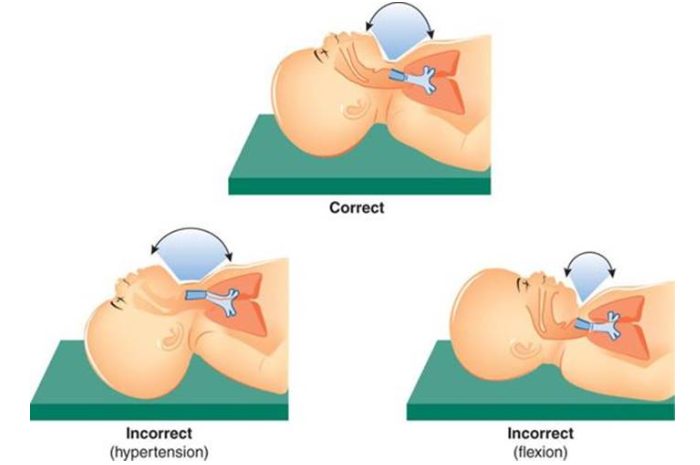 Correct
Incorrect
(hypertension)
Incorrect
(flexion)